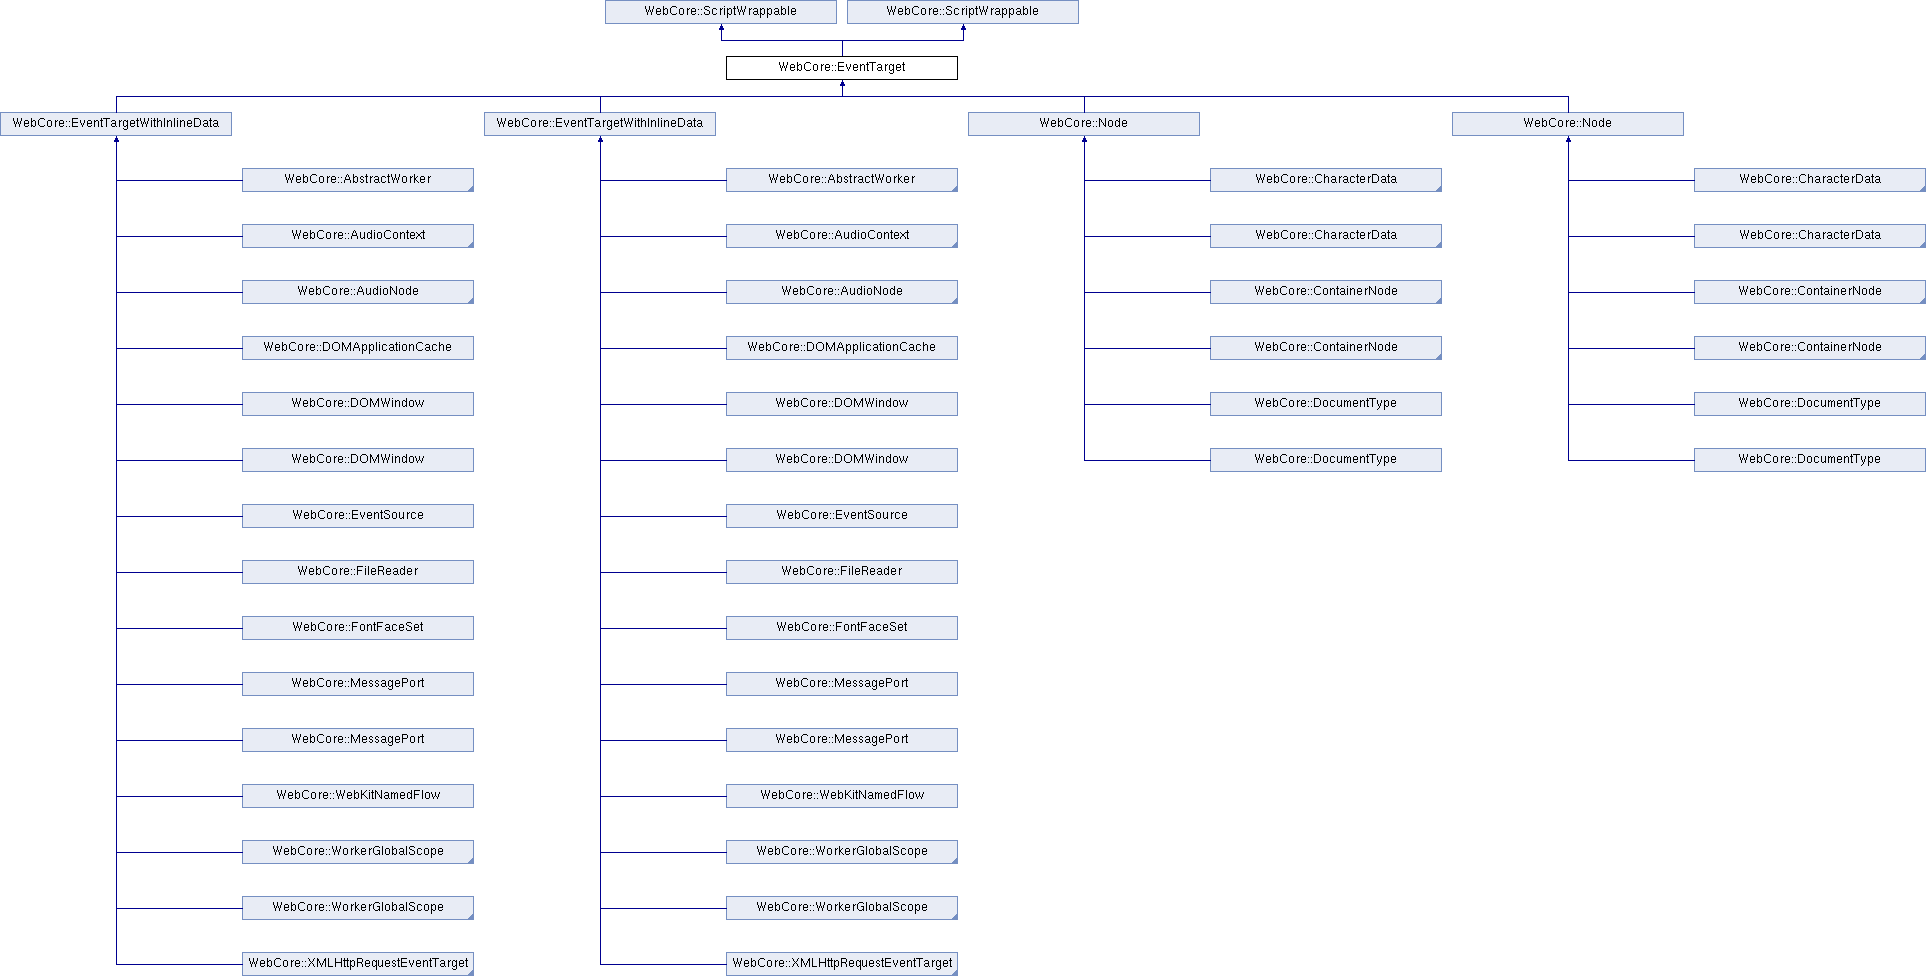 WebCore::ScriptWrappable
WebCore::ScriptWrappable
WebCore::EventTarget
WebCore::EventTargetWithInlineData
WebCore::EventTargetWithInlineData
WebCore::Node
WebCore::Node
WebCore::AbstractWorker
WebCore::AbstractWorker
WebCore::CharacterData
WebCore::CharacterData
WebCore::AudioContext
WebCore::AudioContext
WebCore::CharacterData
WebCore::CharacterData
WebCore::AudioNode
WebCore::AudioNode
WebCore::ContainerNode
WebCore::ContainerNode
WebCore::DOMApplicationCache
WebCore::DOMApplicationCache
WebCore::ContainerNode
WebCore::ContainerNode
WebCore::DOMWindow
WebCore::DOMWindow
WebCore::DocumentType
WebCore::DocumentType
WebCore::DOMWindow
WebCore::DOMWindow
WebCore::DocumentType
WebCore::DocumentType
WebCore::EventSource
WebCore::EventSource
WebCore::FileReader
WebCore::FileReader
WebCore::FontFaceSet
WebCore::FontFaceSet
WebCore::MessagePort
WebCore::MessagePort
WebCore::MessagePort
WebCore::MessagePort
WebCore::WebKitNamedFlow
WebCore::WebKitNamedFlow
WebCore::WorkerGlobalScope
WebCore::WorkerGlobalScope
WebCore::WorkerGlobalScope
WebCore::WorkerGlobalScope
WebCore::XMLHttpRequestEventTarget
WebCore::XMLHttpRequestEventTarget